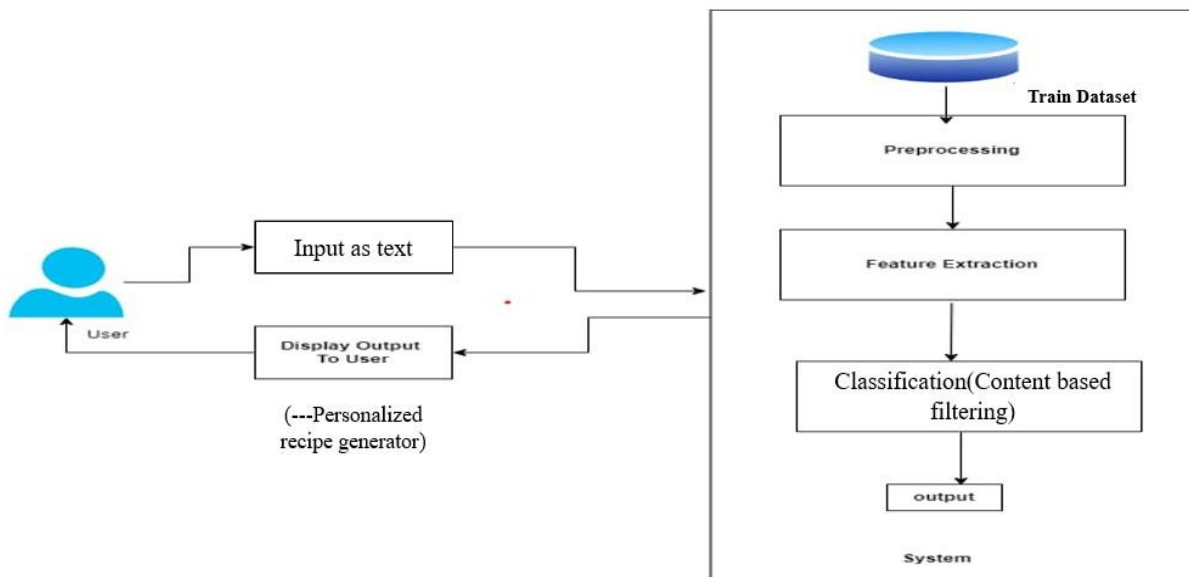 Train Dataset
Preprocessing
Input as text
Feature Extraction
User
Display Output
To User
Classification(Content based
filtering)
(---Personalized
recipe generator)
output
System